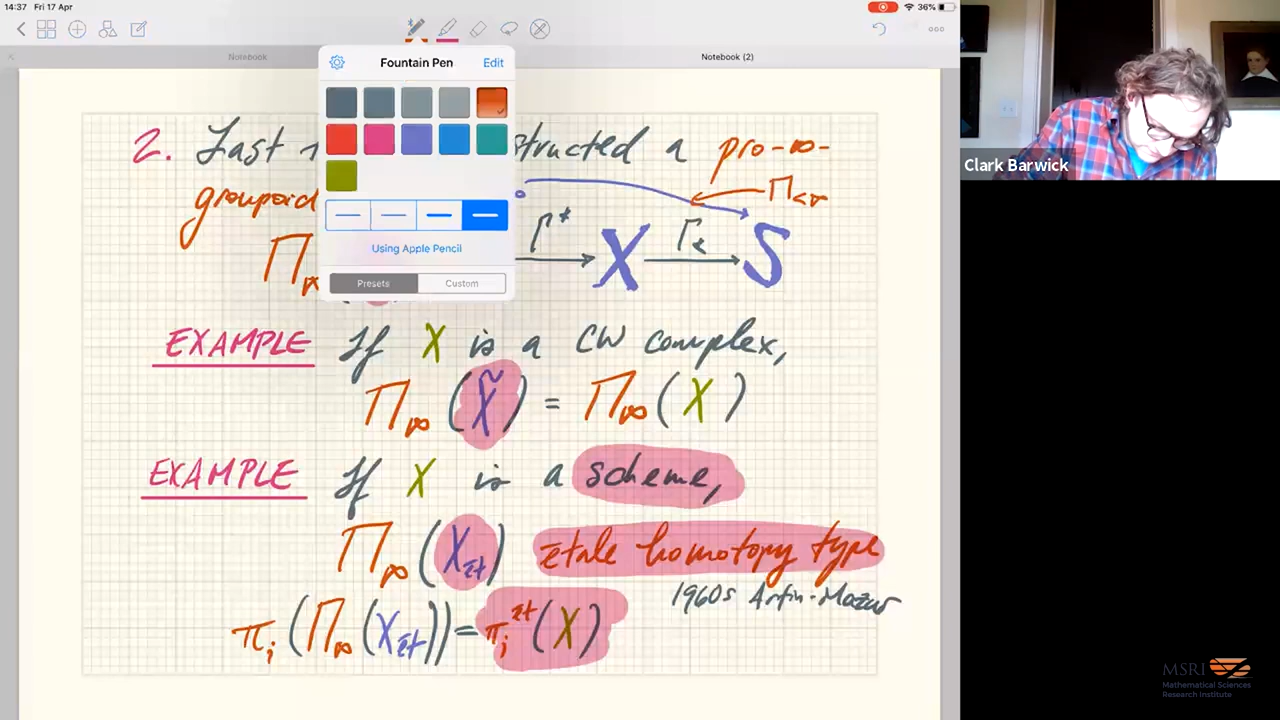 14:37 Fri 17 Apr
36%
Notebook
Notebook (2)
Fountain Pen
Edit
Using Apple Pencil
Presets
Custom
2. Last structed a pro-∞-
groupoid Π<∞
Π∞ Γ* X Γ* S
EXAMPLE If X is a CW complex,
Π∞ (X̃) = Π∞ (X)
EXAMPLE If X is a scheme,
Π∞ (Xét) étale homotopy type
1960s Artin-Mazur
πi (Π∞ (Xét)) = πi ét (X)
Clark Barwick
MSRI
Mathematical Sciences
Research Institute